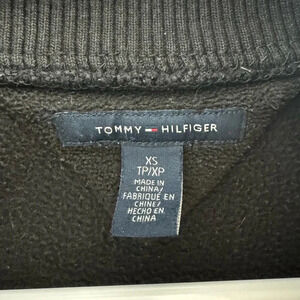 TOMMY HILFIGER
XS
TP/XP
MADE IN
CHINA/
FABRIQUÉ EN
CHINE/
HECHO EN
CHINA